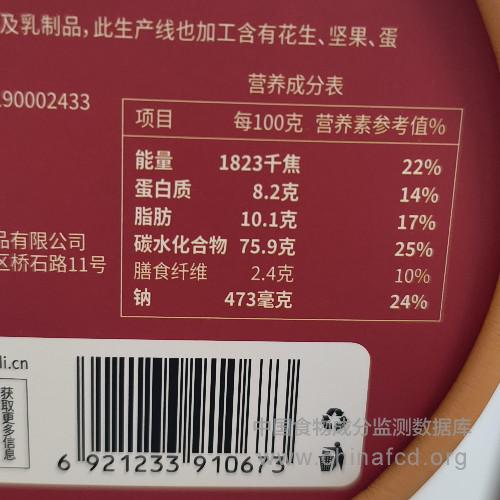 及乳制品,此生产线也加工含有花生、坚果、蛋
营养成分表
190002433
项目 每100克 营养素参考值%
能量 1823千焦 22%
蛋白质 8.2克 14%
脂肪 10.1克 17%
碳水化合物 75.9克 25%
膳食纤维 2.4克 10%
钠 473毫克 24%
品有限公司
区桥石路11号
li.cn
获取更多信息
6 921233 910673
中国食物成分监测数据库
www.chinafcd.org